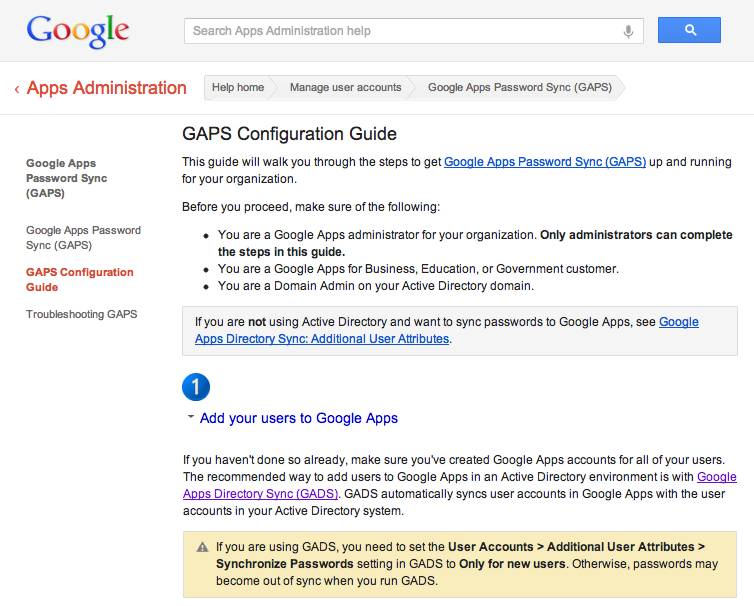 Google
Search Apps Administration help
‹ Apps Administration
Help home
Manage user accounts
Google Apps Password Sync (GAPS)
Google Apps
Password Sync
(GAPS)
Google Apps Password
Sync (GAPS)
GAPS Configuration
Guide
Troubleshooting GAPS
GAPS Configuration Guide
This guide will walk you through the steps to get Google Apps Password Sync (GAPS) up and running
for your organization.
Before you proceed, make sure of the following:
• You are a Google Apps administrator for your organization. Only administrators can complete
the steps in this guide.
• You are a Google Apps for Business, Education, or Government customer.
• You are a Domain Admin on your Active Directory domain.
If you are not using Active Directory and want to sync passwords to Google Apps, see Google
Apps Directory Sync: Additional User Attributes.
1
Add your users to Google Apps
If you haven't done so already, make sure you've created Google Apps accounts for all of your users.
The recommended way to add users to Google Apps in an Active Directory environment is with Google
Apps Directory Sync (GADS). GADS automatically syncs user accounts in Google Apps with the user
accounts in your Active Directory system.
If you are using GADS, you need to set the User Accounts > Additional User Attributes >
Synchronize Passwords setting in GADS to Only for new users. Otherwise, passwords may
become out of sync when you run GADS.